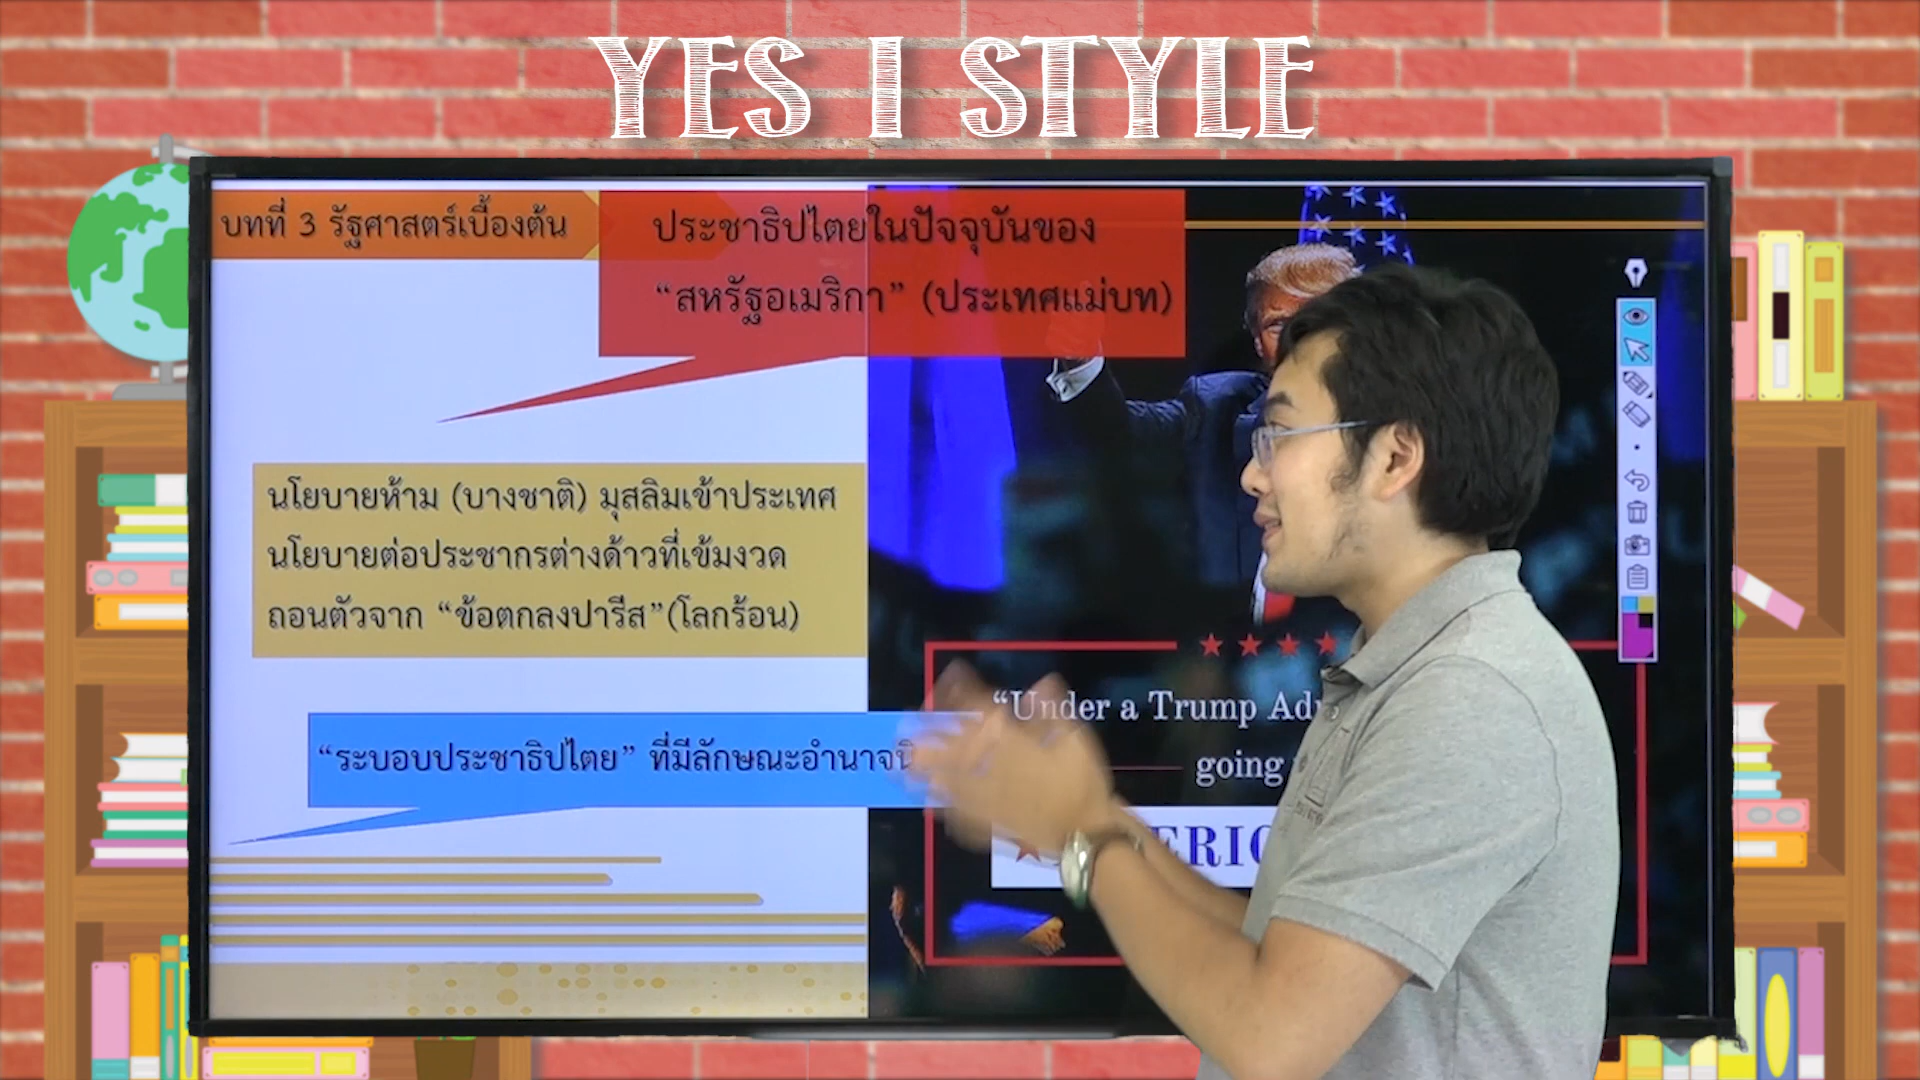 YES I STYLE
บทที่ 3 รัฐศาสตร์เบื้องต้น
ประชาธิปไตยในปัจจุบันของ
“สหรัฐอเมริกา” (ประเทศแม่บท)
นโยบายห้าม (บางชาติ) มุสลิมเข้าประเทศ
นโยบายต่อประชากรต่างด้าวที่เข้มงวด
ถอนตัวจาก “ข้อตกลงปารีส”(โลกร้อน)
“ระบอบประชาธิปไตย” ที่มีลักษณะอำนาจ
“Under a Trump
going